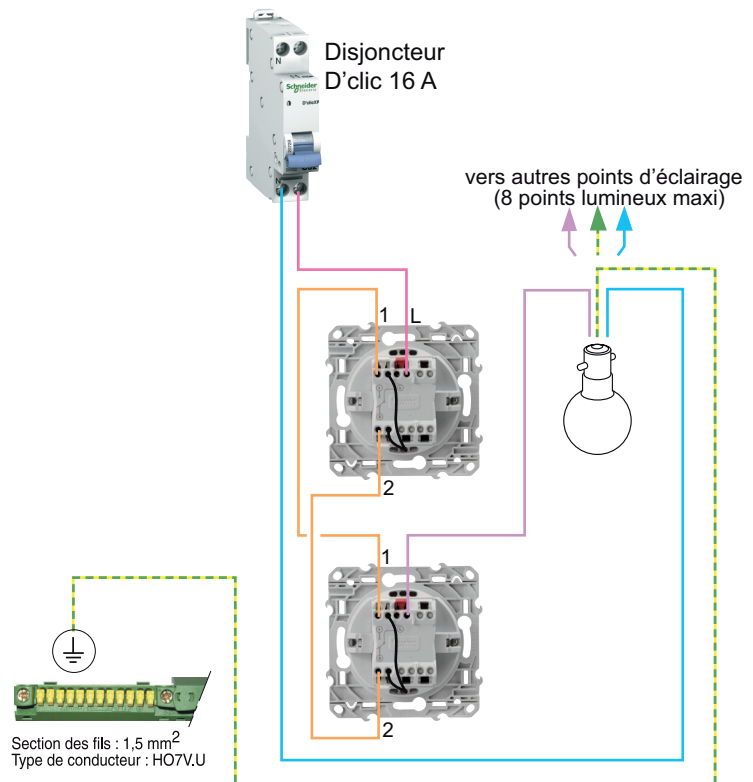 Disjoncteur
D'clic 16 A
N
Schneider
N
vers autres points d'éclairage
(8 points lumineux maxi)
1 L
2
1
2
Section des fils : 1,5 mm²
Type de conducteur : HO7V.U